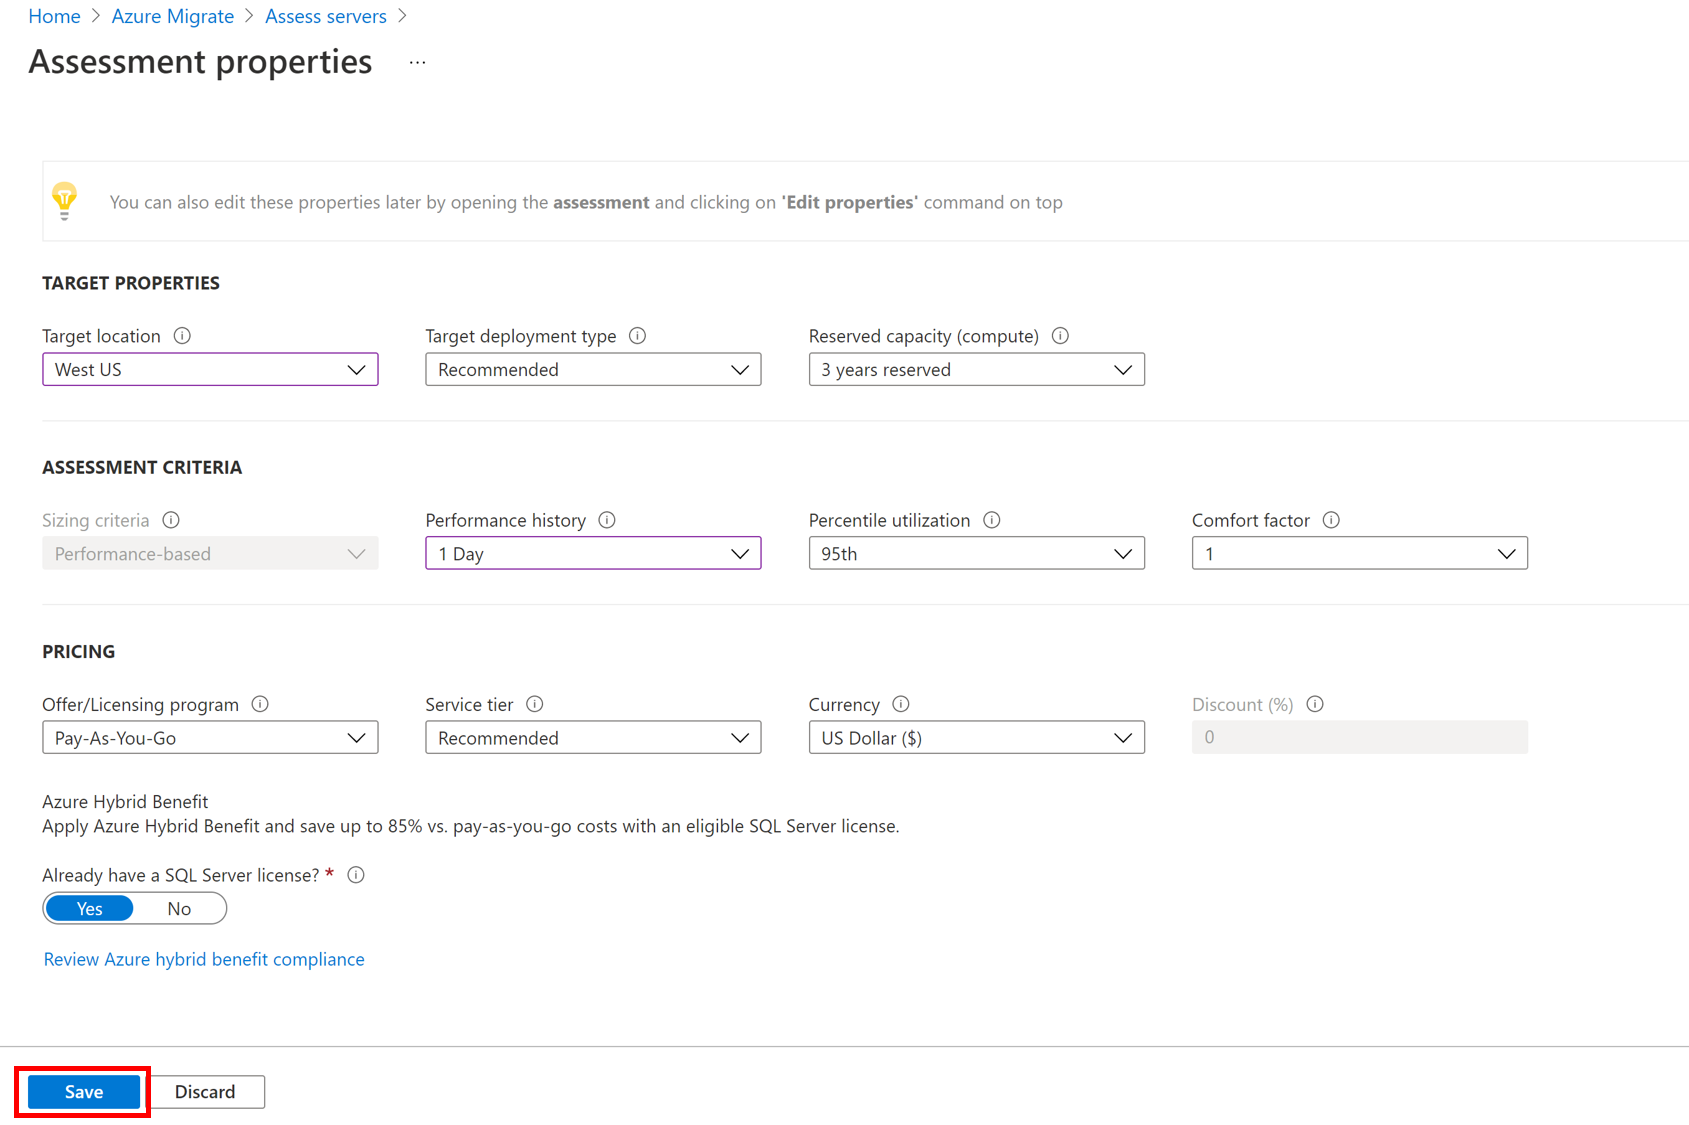 Home > Azure Migrate > Assess servers >
Assessment properties ...
You can also edit these properties later by opening the assessment and clicking on 'Edit properties' command on top
TARGET PROPERTIES
Target location Target deployment type Reserved capacity (compute)
West US Recommended 3 years reserved
ASSESSMENT CRITERIA
Sizing criteria Performance history Percentile utilization Comfort factor
Performance-based 1 Day 95th 1
PRICING
Offer/Licensing program Service tier Currency Discount (%)
Pay-As-You-Go Recommended US Dollar ($) 0
Azure Hybrid Benefit
Apply Azure Hybrid Benefit and save up to 85% vs. pay-as-you-go costs with an eligible SQL Server license.
Already have a SQL Server license? *
Yes No
Review Azure hybrid benefit compliance
Save Discard